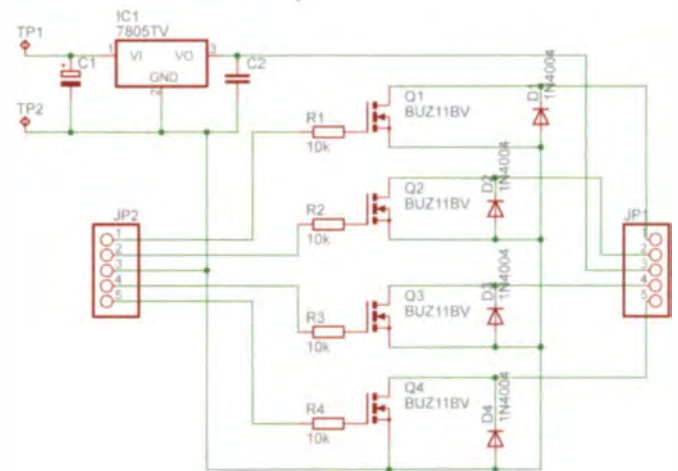 TP1
IC1
7805TV
1
VI
VO
3
GND
2
C1
C2
TP2
Q1
BUZ11BV
R1
10k
D1
1N4004
Q2
BUZ11BV
R2
10k
D2
1N4004
JP2
1
2
3
4
5
JP1
1
2
3
4
5
Q3
BUZ11BV
R3
10k
D3
1N4004
Q4
BUZ11BV
R4
10k
D4
1N4004